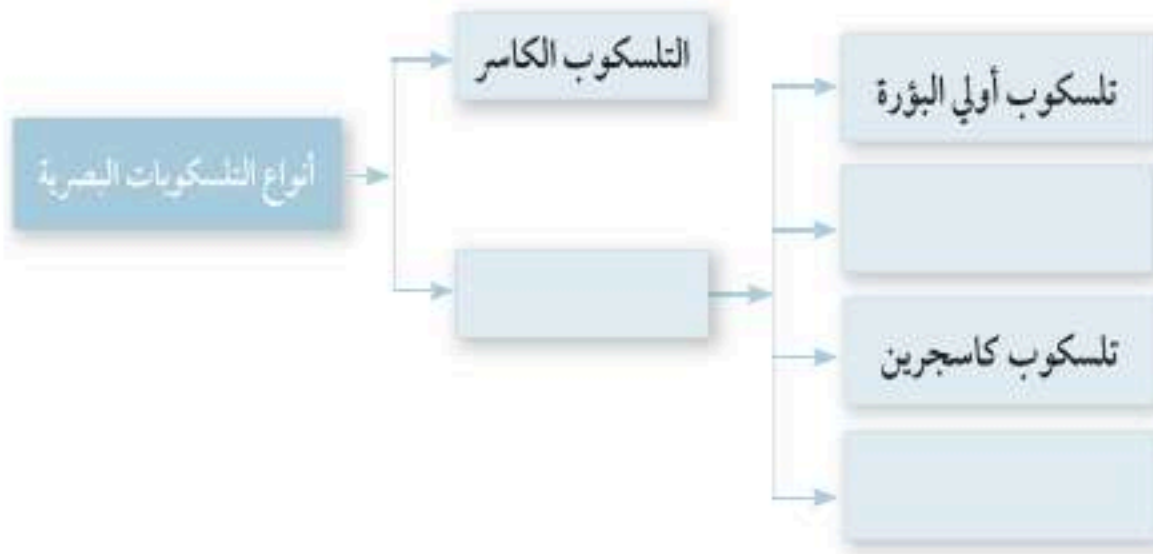 أنواع التلسكوبات البصرية
التلسكوب الكاسر
تلسكوب أولي البؤرة
تلسكوب كاسجرين